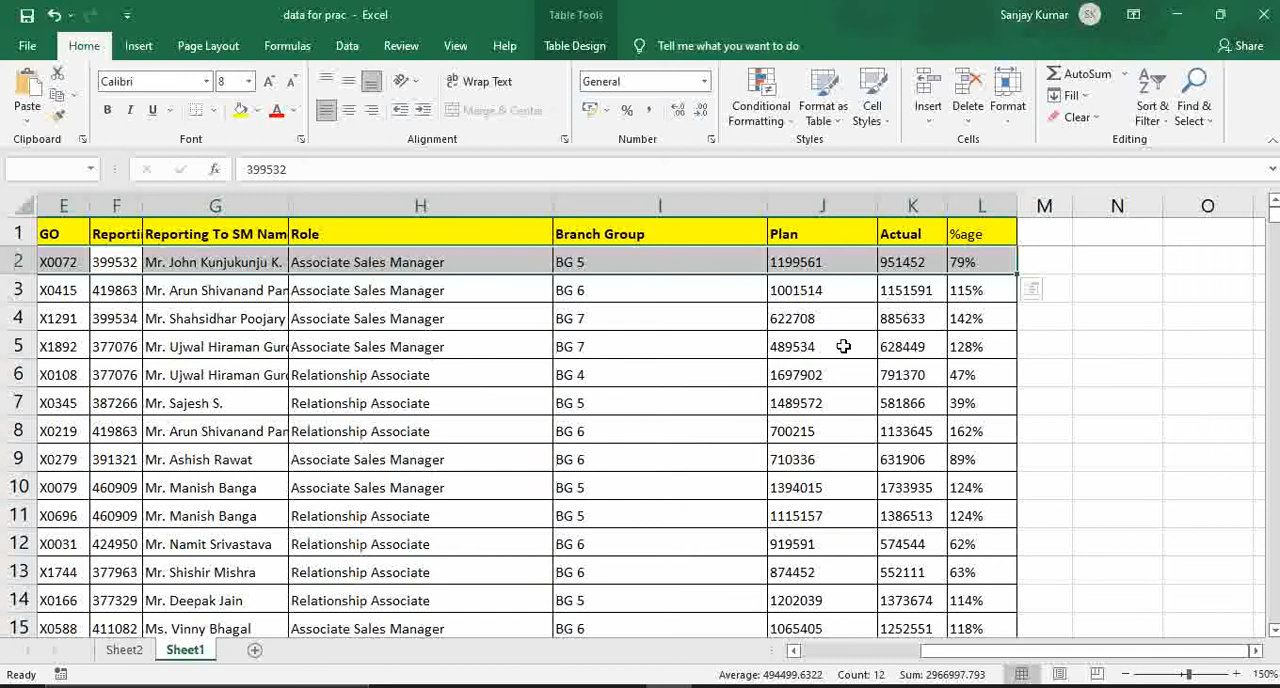 data for prac - Excel
Table Tools
Sanjay Kumar SK
File Home Insert Page Layout Formulas Data Review View Help Table Design Tell me what you want to do Share
Calibri 8
Wrap Text
General
AutoSum
Fill
Clear
Paste
B I U
Merge & Center
Conditional Formatting
Format as Table
Cell Styles
Insert Delete Format
Sort & Filter
Find & Select
Clipboard Font Alignment Number Styles Cells Editing
fx 399532
E F G H I J K L M N O
1 GO Reporti Reporting To SM Nam Role Branch Group Plan Actual %age
2 X0072 399532 Mr. John Kunjukunju K. Associate Sales Manager BG 5 1199561 951452 79%
3 X0415 419863 Mr. Arun Shivanand Par Associate Sales Manager BG 6 1001514 1151591 115%
4 X1291 399534 Mr. Shahsidhar Poojary Associate Sales Manager BG 7 622708 885633 142%
5 X1892 377076 Mr. Ujwal Hiraman Guro Associate Sales Manager BG 7 489534 628449 128%
6 X0108 377076 Mr. Ujwal Hiraman Guro Relationship Associate BG 4 1697902 791370 47%
7 X0345 387266 Mr. Sajesh S. Relationship Associate BG 5 1489572 581866 39%
8 X0219 419863 Mr. Arun Shivanand Par Relationship Associate BG 6 700215 1133645 162%
9 X0279 391321 Mr. Ashish Rawat Associate Sales Manager BG 6 710336 631906 89%
10 X0079 460909 Mr. Manish Banga Associate Sales Manager BG 5 1394015 1733935 124%
11 X0696 460909 Mr. Manish Banga Relationship Associate BG 5 1115157 1386513 124%
12 X0031 424950 Mr. Namit Srivastava Relationship Associate BG 6 919591 574544 62%
13 X1744 377963 Mr. Shishir Mishra Relationship Associate BG 6 874452 552111 63%
14 X0166 377329 Mr. Deepak Jain Relationship Associate BG 5 1202039 1373674 114%
15 X0588 411082 Ms. Vinny Bhagal Associate Sales Manager BG 6 1065405 1252551 118%
Sheet2 Sheet1
Ready Average: 494499.6322 Count: 12 Sum: 2966997.793 150%